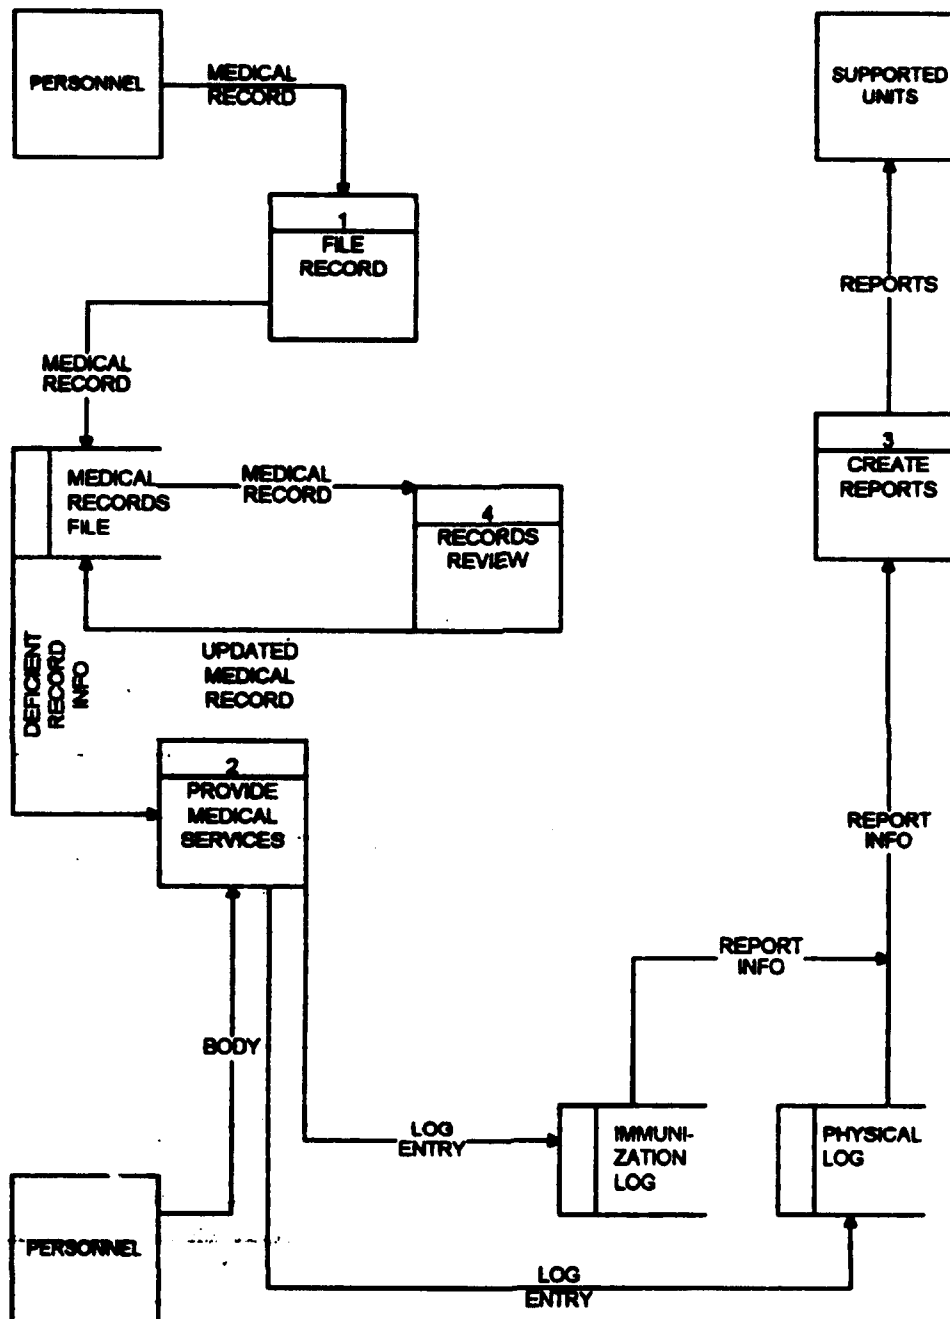 PERSONNEL
MEDICAL
RECORD
SUPPORTED
UNITS
1
FILE
RECORD
REPORTS
MEDICAL
RECORD
MEDICAL
RECORDS
FILE
MEDICAL
RECORD
4
RECORDS
REVIEW
3
CREATE
REPORTS
DEFICIENT
RECORD
INFO
UPDATED
MEDICAL
RECORD
2
PROVIDE
MEDICAL
SERVICES
REPORT
INFO
REPORT
INFO
BODY
LOG
ENTRY
IMMUNI-
ZATION
LOG
PHYSICAL
LOG
PERSONNEL
LOG
ENTRY